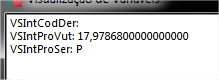 Visualização de Variáveis
VSIntCodDer:
VSIntProVut: 17,9786800000000000
VSIntProSer: P